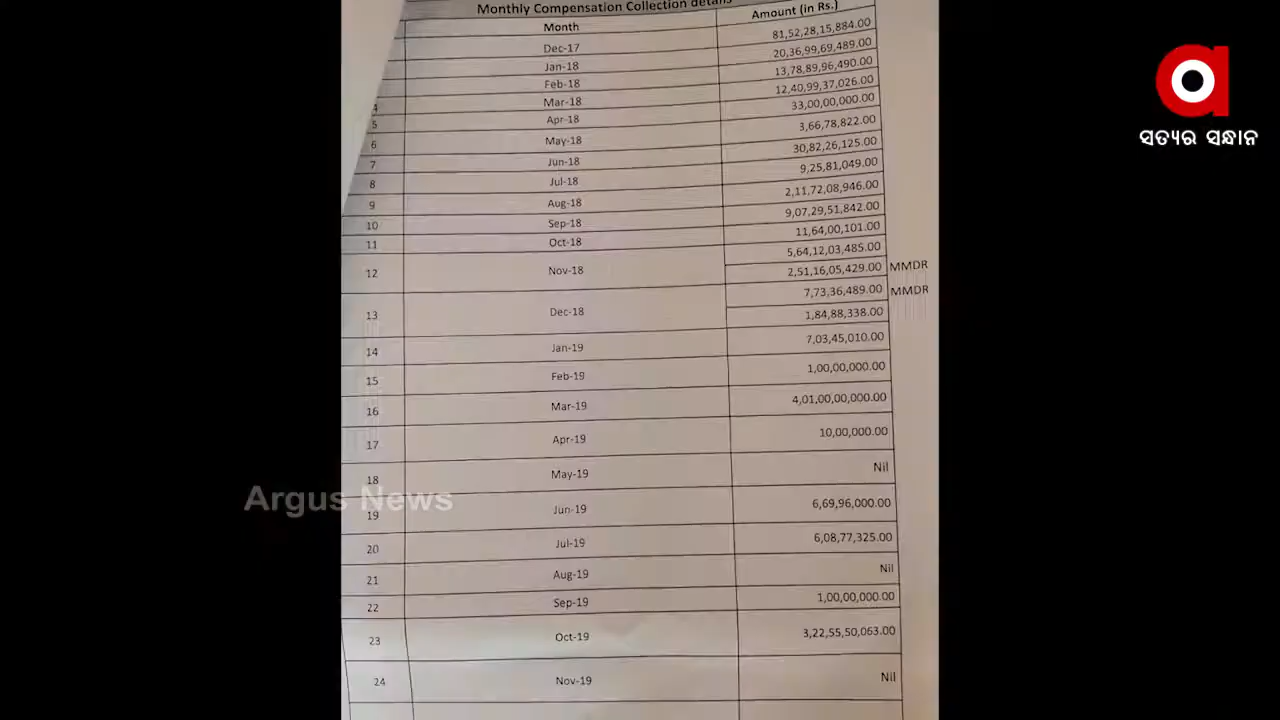 Monthly Compensation Collection details
Month Amount (in Rs.)
Dec-17 81,52,28,15,884.00
Jan-18 20,36,99,69,489.00
Feb-18 13,78,89,96,490.00
4 Mar-18 12,40,99,37,026.00
5 Apr-18 33,00,00,000.00
6 May-18 3,66,78,822.00
7 Jun-18 30,82,26,125.00
8 Jul-18 9,25,81,049.00
9 Aug-18 2,11,72,08,946.00
10 Sep-18 9,07,29,51,842.00
11 Oct-18 11,64,00,101.00
12 Nov-18 5,64,12,03,485.00
2,51,16,05,429.00 MMDR
13 Dec-18 7,73,36,489.00 MMDR
1,84,88,338.00
14 Jan-19 7,03,45,010.00
15 Feb-19 1,00,00,000.00
16 Mar-19 4,01,00,00,000.00
17 Apr-19 10,00,000.00
18 May-19 Nil
19 Jun-19 6,69,96,000.00
20 Jul-19 6,08,77,325.00
21 Aug-19 Nil
22 Sep-19 1,00,00,000.00
23 Oct-19 3,22,55,50,063.00
24 Nov-19 Nil
Argus News
ସତ୍ୟର ସନ୍ଧାନ